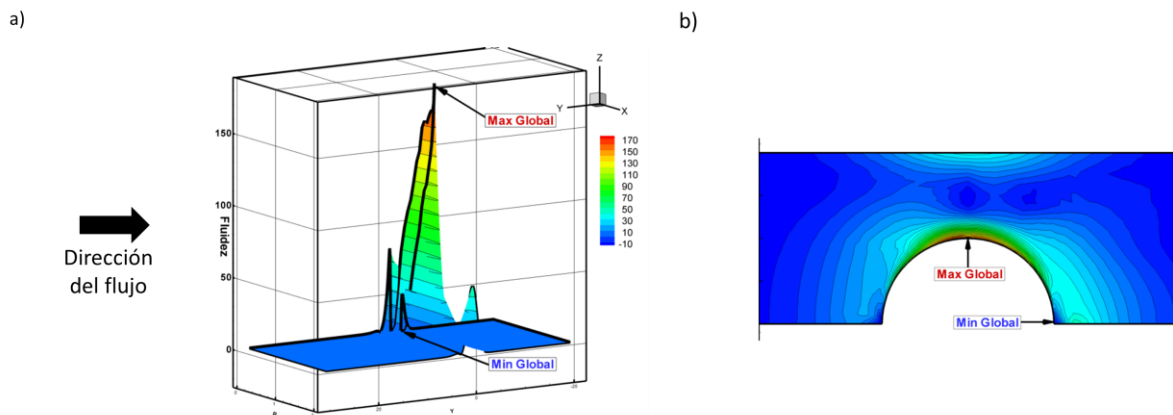 a)
b)
Dirección
del flujo
Fluidez
150
100
50
0
Max Global
Min Global
Z
Y
X
170
150
130
110
90
70
50
30
10
-10
Y
Max Global
Min Global